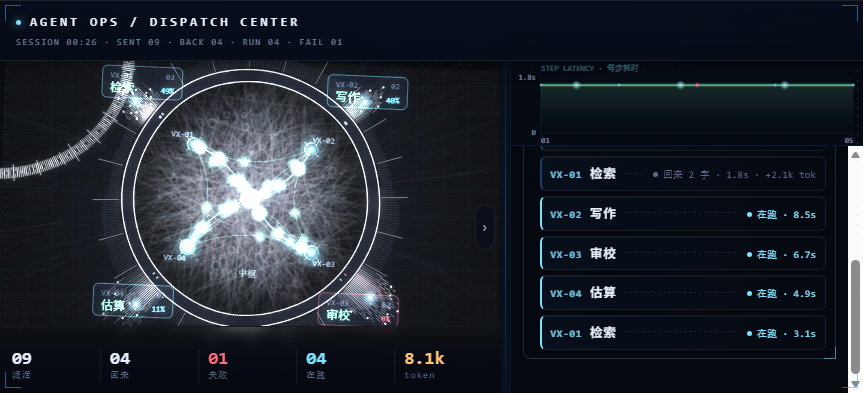 AGENT OPS / DISPATCH CENTER
SESSION 00:26 · SENT 09 · BACK 04 · RUN 04 · FAIL 01
03
检索 49%
VX-02 02
写作 40%
VX-01
VX-02
VX-04
VX-03
中枢
估算 11%
VX-03
审校 0%
›
09
派活
04
回来
01
失败
04
在跑
8.1k
token
STEP LATENCY · 每步耗时
1.8s
0
01 05
VX-01 检索 回来 2 字 · 1.8s · +2.1k tok
VX-02 写作 在跑 · 8.5s
VX-03 审校 在跑 · 6.7s
VX-04 估算 在跑 · 4.9s
VX-01 检索 在跑 · 3.1s